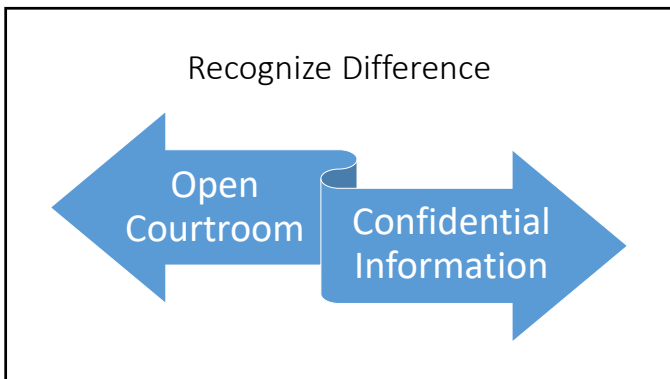 Recognize Difference
Open
Courtroom
Confidential
Information